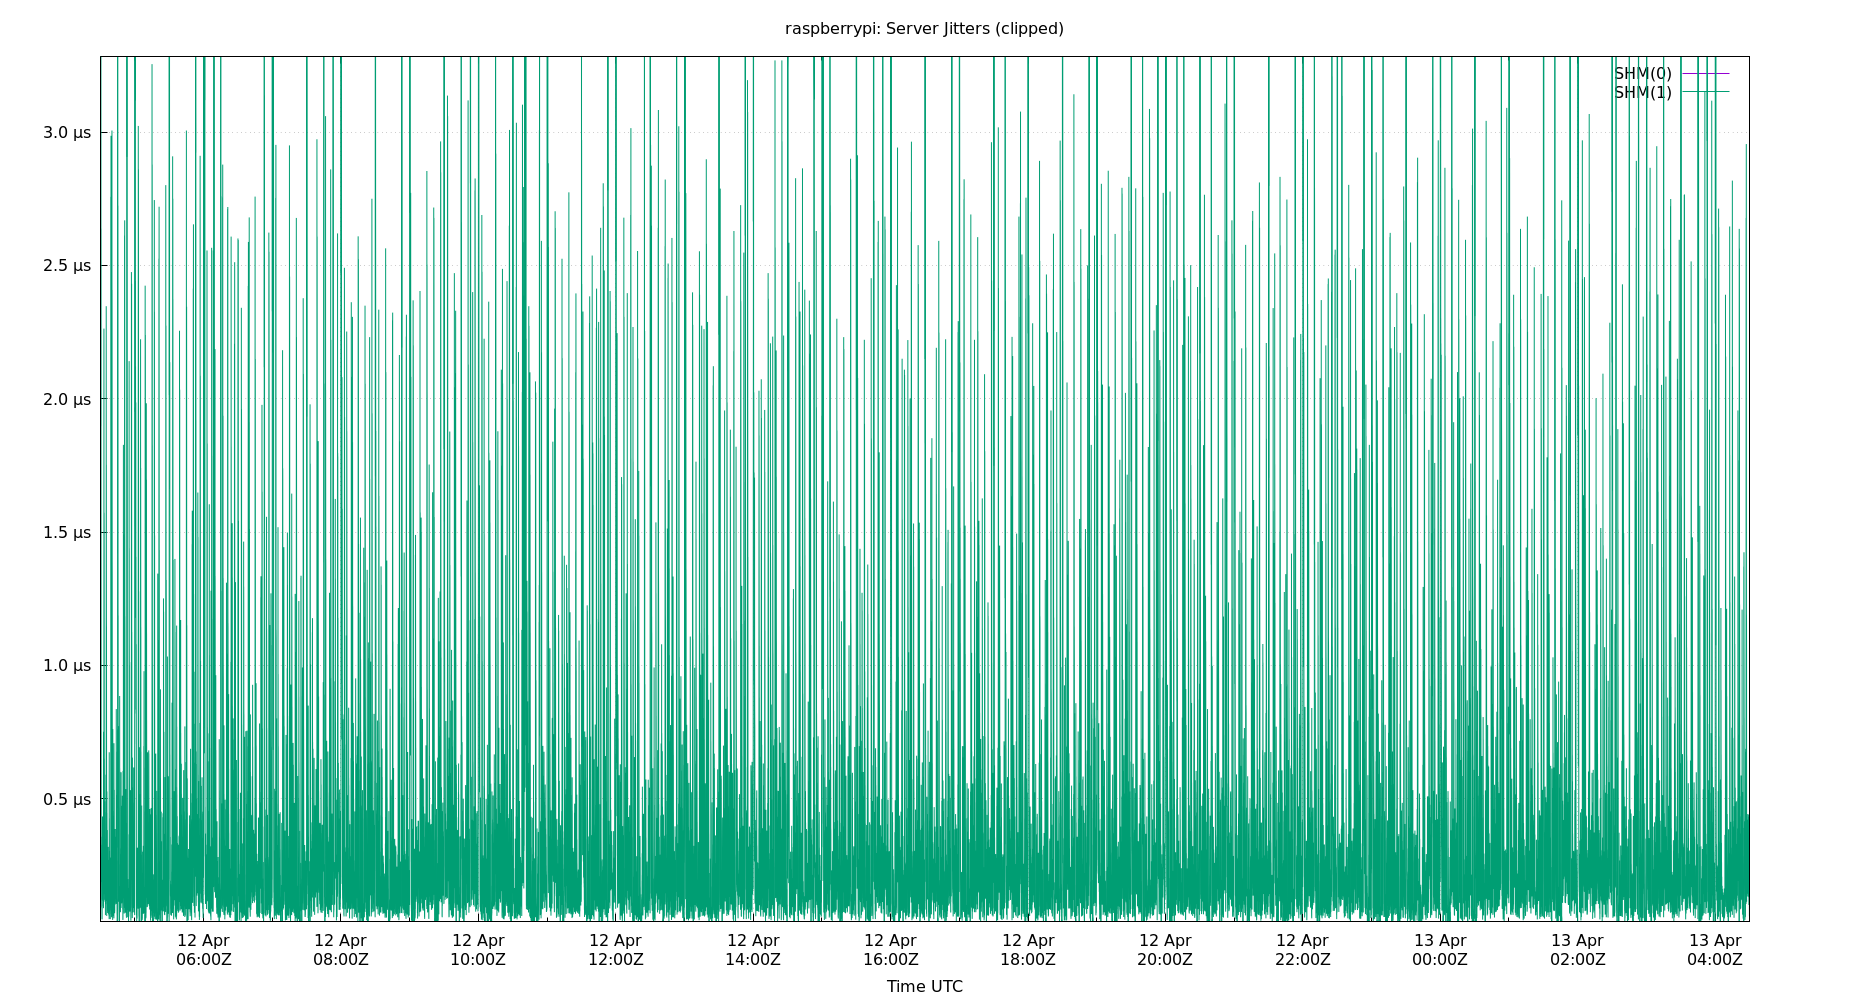 raspberrypi: Server Jitters (clipped)
SHM(0)
SHM(1)
3.0 µs
2.5 µs
2.0 µs
1.5 µs
1.0 µs
0.5 µs
12 Apr 12 Apr 12 Apr 12 Apr 12 Apr 12 Apr 12 Apr 12 Apr 12 Apr 13 Apr 13 Apr 13 Apr
06:00Z 08:00Z 10:00Z 12:00Z 14:00Z 16:00Z 18:00Z 20:00Z 22:00Z 00:00Z 02:00Z 04:00Z
Time UTC